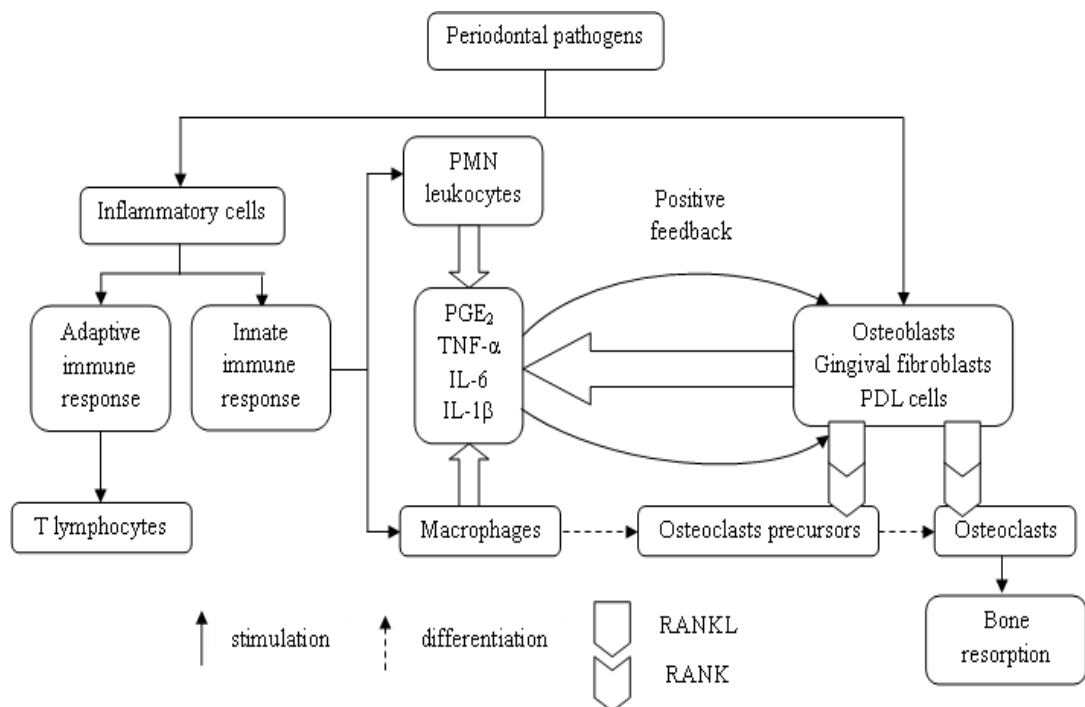 Periodontal pathogens
PMN
leukocytes
Inflammatory cells
Positive
feedback
Adaptive
immune
response
Innate
immune
response
PGE₂
TNF-α
IL-6
IL-1β
Osteoblasts
Gingival fibroblasts
PDL cells
T lymphocytes
Macrophages
Osteoclasts precursors
Osteoclasts
Bone
resorption
stimulation
differentiation
RANKL
RANK